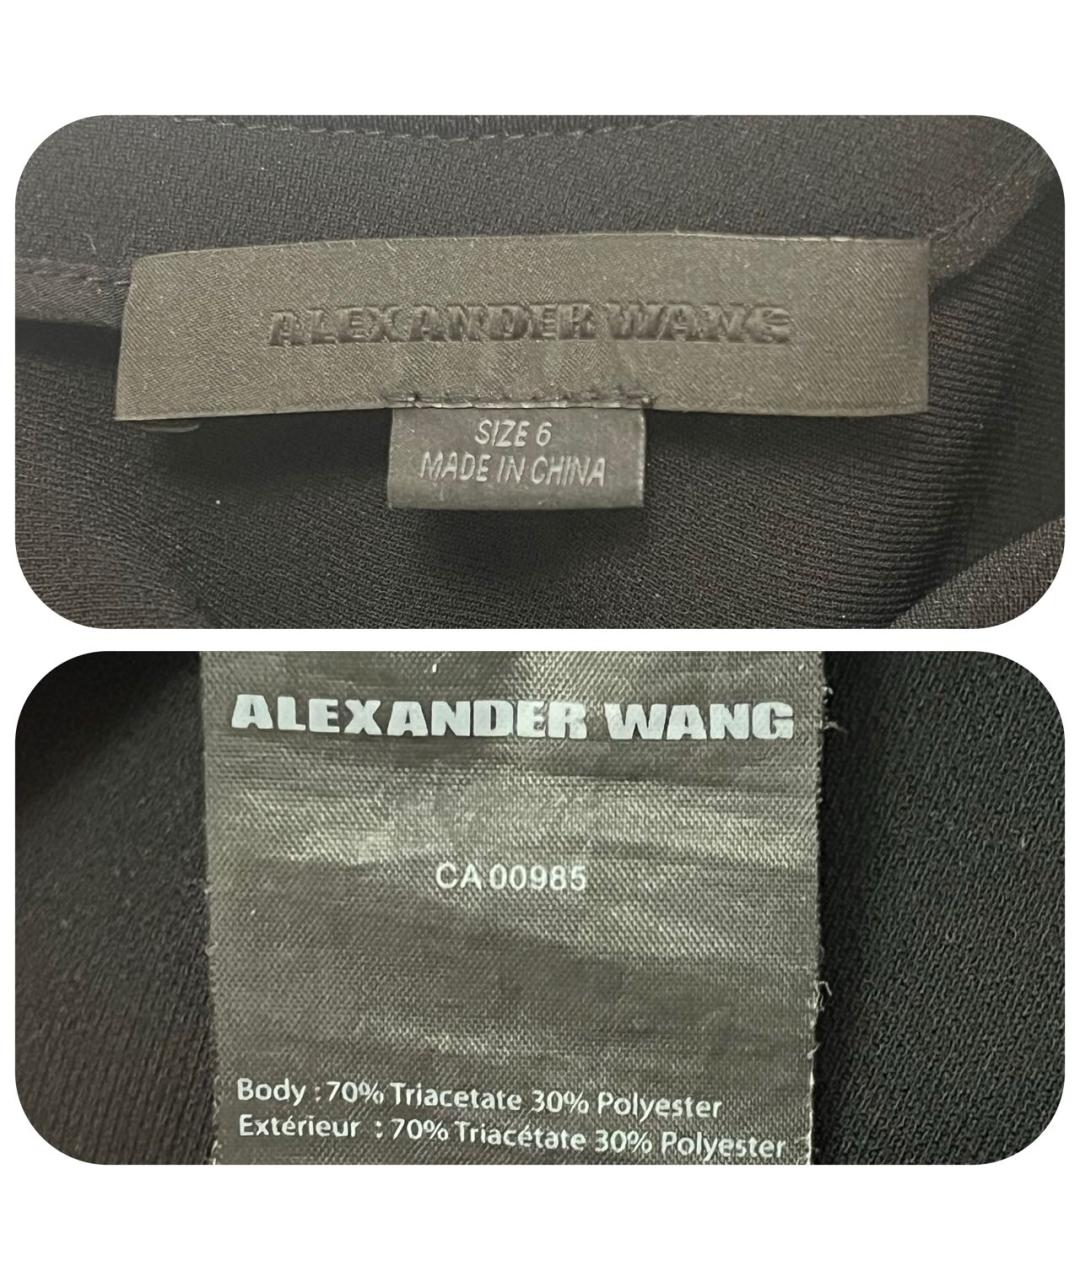 ALEXANDER WANG
SIZE 6
MADE IN CHINA
ALEXANDER WANG
CA 00985
Body : 70% Triacetate 30% Polyester
Extérieur : 70% Triacétate 30% Polyester